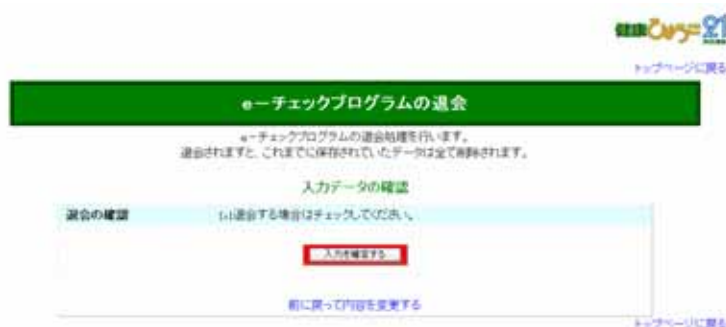 健康ひょうご21
トップページに戻る
e-チェックプログラムの退会
e-チェックプログラムの退会処理を行います。
退会されますと、これまでに保存されていたデータは全て削除されます。
入力データの確認
退会の確認 [×]退会する場合はチェックしてください。
入力を確定する
前に戻って内容を変更する
トップページに戻る